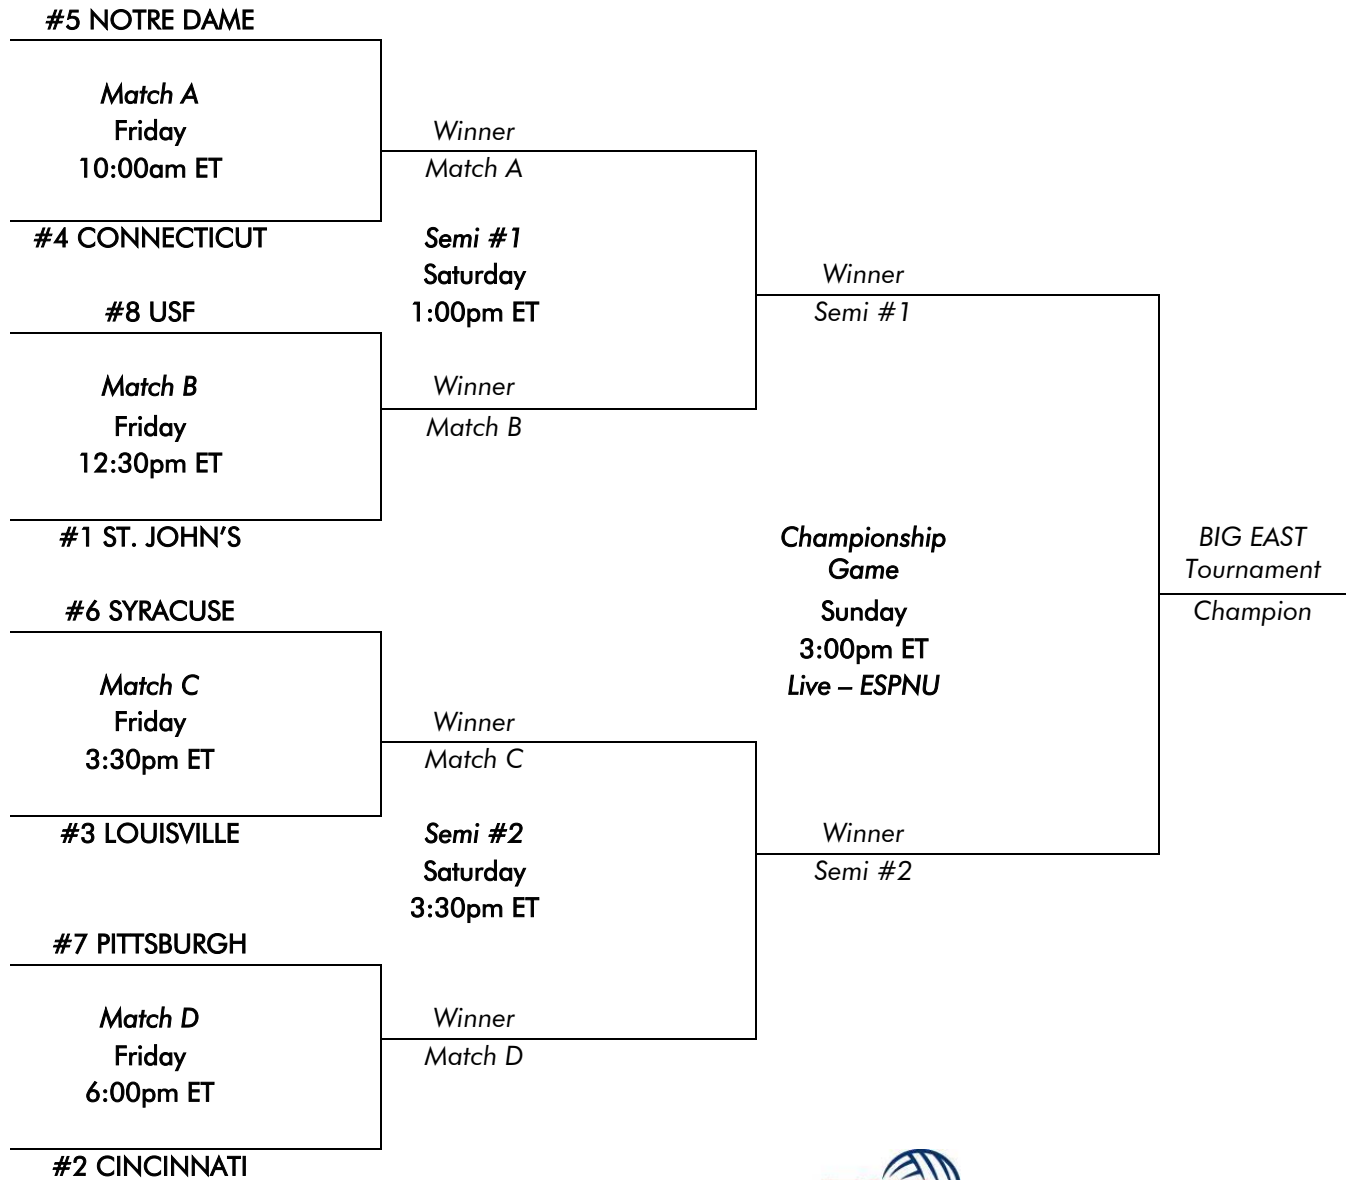 #5 NOTRE DAME
Match A
Friday
10:00am ET
#4 CONNECTICUT
#8 USF
Match B
Friday
12:30pm ET
#1 ST. JOHN’S
#6 SYRACUSE
Match C
Friday
3:30pm ET
#3 LOUISVILLE
#7 PITTSBURGH
Match D
Friday
6:00pm ET
#2 CINCINNATI
Winner
Match A
Semi #1
Saturday
1:00pm ET
Winner
Match B
Winner
Match C
Semi #2
Saturday
3:30pm ET
Winner
Match D
Winner
Semi #1
Championship
Game
Sunday
3:00pm ET
Live – ESPNU
Winner
Semi #2
BIG EAST
Tournament
Champion